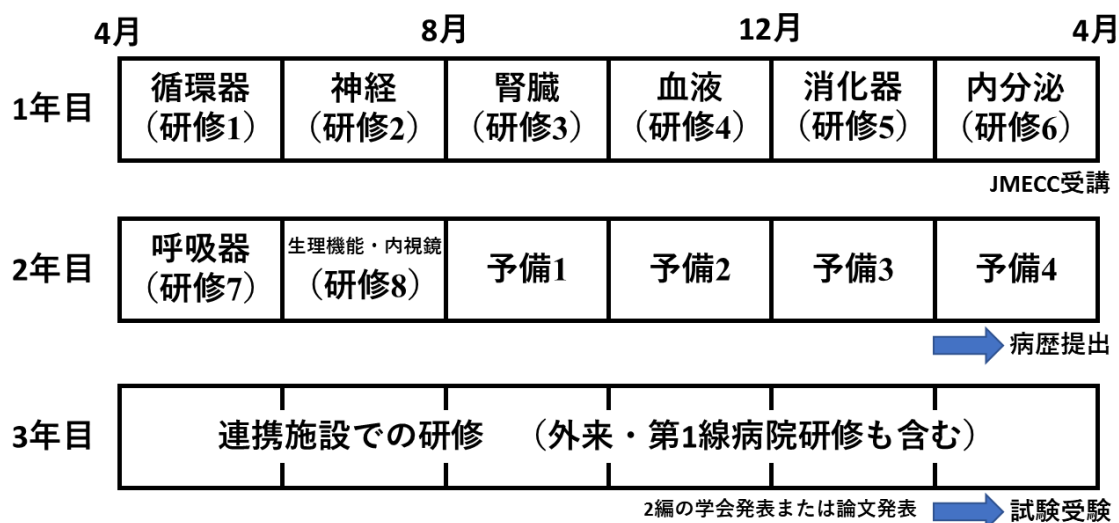 4月 8月 12月 4月
1年目
循環器 神経 腎臓 血液 消化器 内分泌
（研修1） （研修2） （研修3） （研修4） （研修5） （研修6）
JMECC受講
2年目
呼吸器 生理機能・内視鏡 予備1 予備2 予備3 予備4
（研修7） （研修8）
病歴提出
3年目
連携施設での研修 （外来・第1線病院研修も含む）
2編の学会発表または論文発表 試験受験